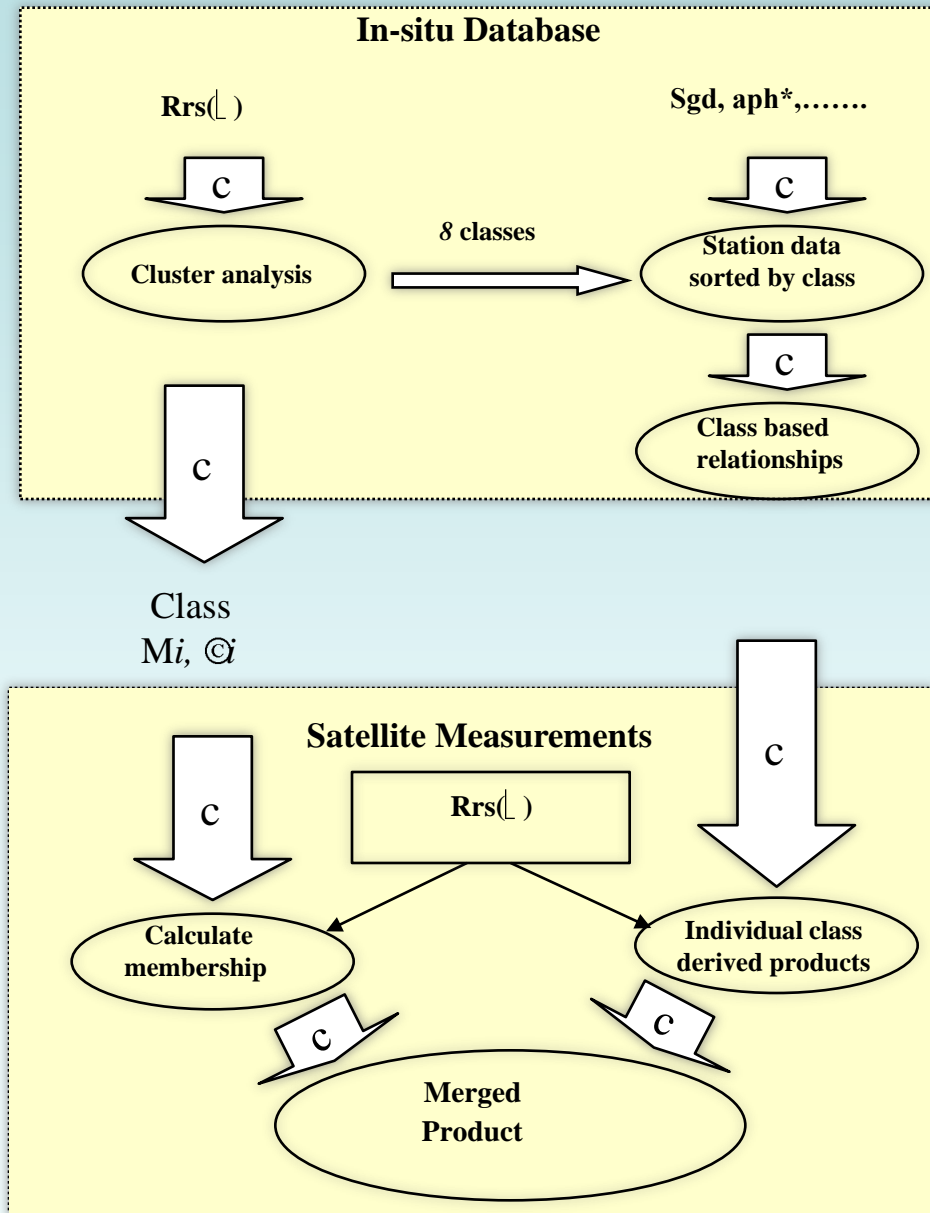 In-situ Database
Rrs(⎣ )
Sgd, aph*,.......
c
c
8 classes
Cluster analysis
Station data
sorted by class
c
Class based
relationships
c
Class
Mi, ©i
c
Satellite Measurements
c
Rrs(⎣ )
Calculate
membership
Individual class
derived products
c
c
Merged
Product